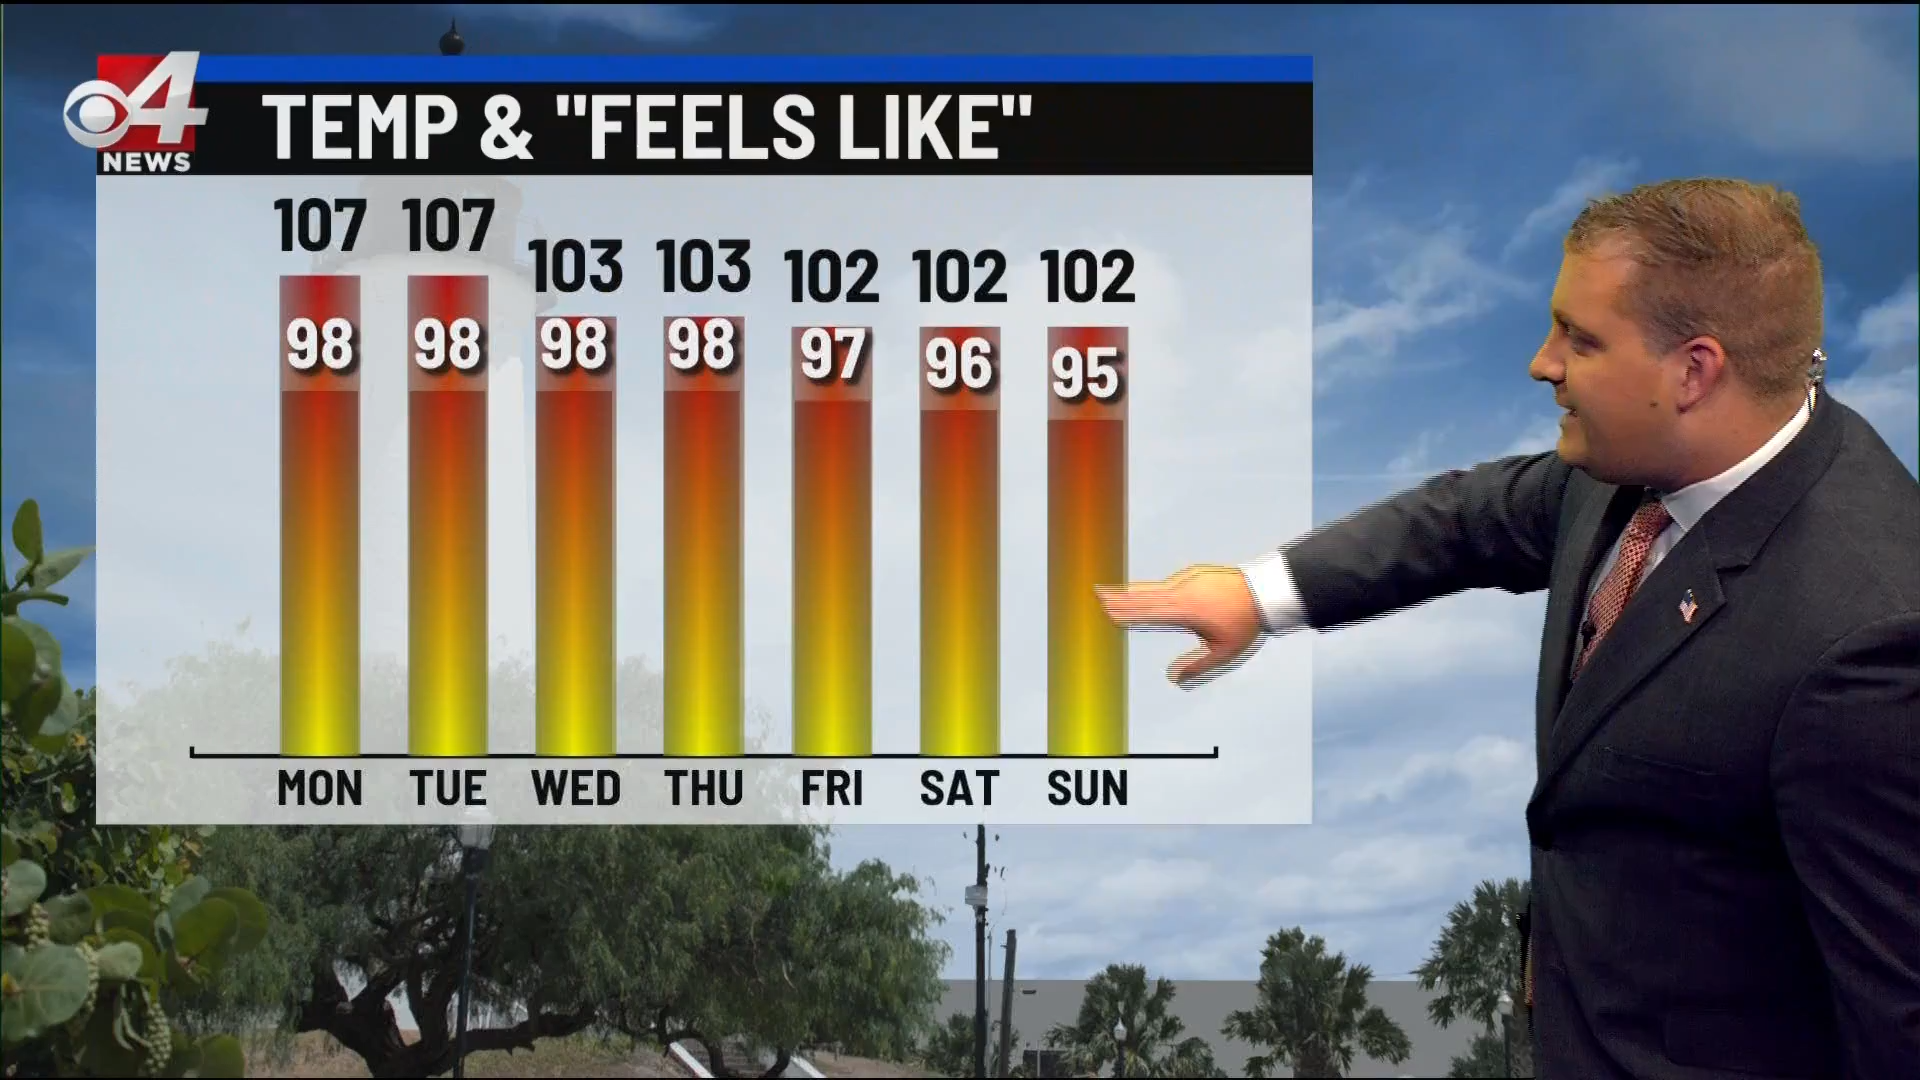 4
NEWS
TEMP & "FEELS LIKE"
107 107 103 103 102 102 102
98 98 98 98 97 96 95
MON TUE WED THU FRI SAT SUN